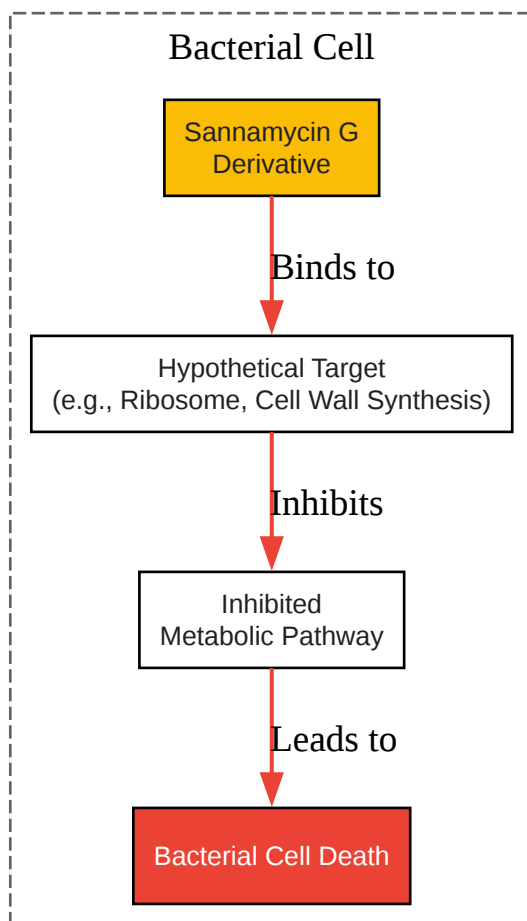 Bacterial Cell
Sannamycin G
Derivative
Binds to
Hypothetical Target
(e.g., Ribosome, Cell Wall Synthesis)
Inhibits
Inhibited
Metabolic Pathway
Leads to
Bacterial Cell Death